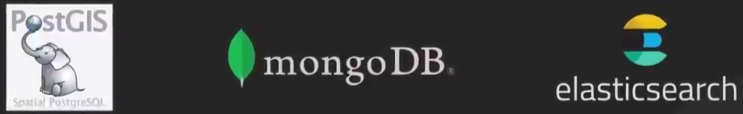 PostGIS
Spatial PostgreSQL
mongoDB®
elasticsearch